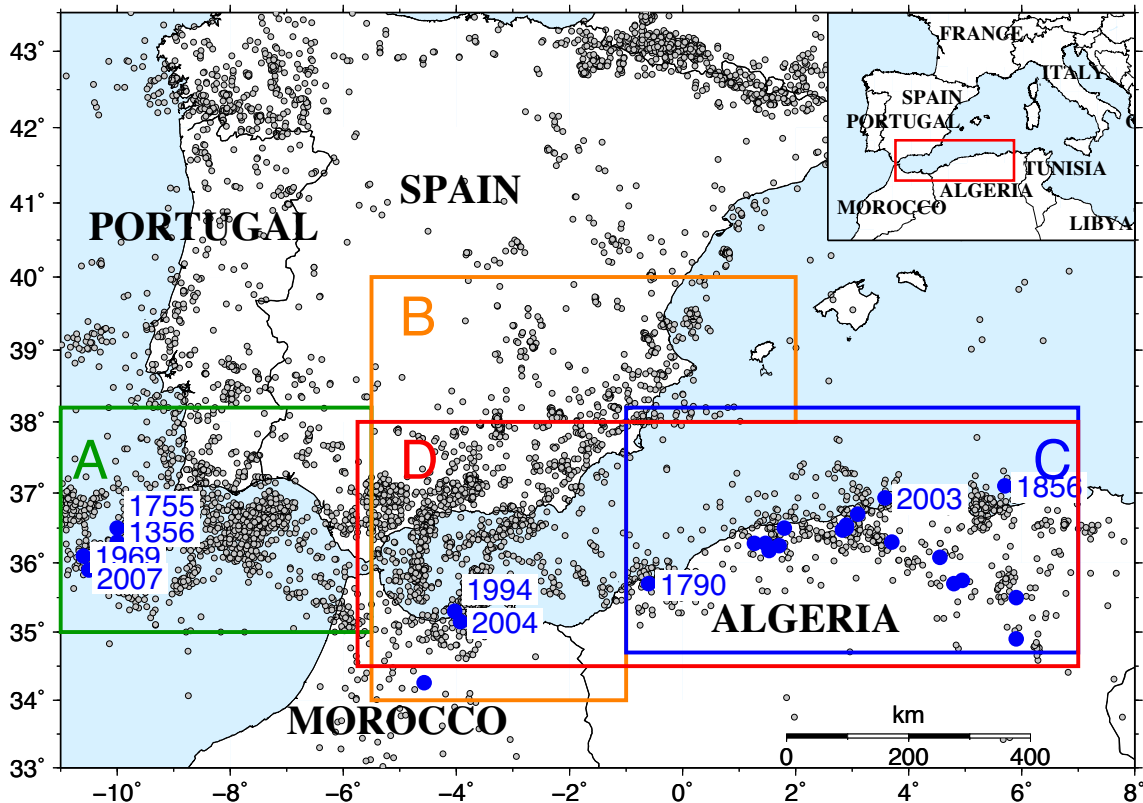 43°
42°
41°
40°
39°
38°
37°
36°
35°
34°
33°
−10°
−8°
−6°
−4°
−2°
0°
2°
4°
6°
8°
FRANCE
ITALY
SPAIN
PORTUGAL
TUNISIA
ALGERIA
MOROCCO
LIBYA
SPAIN
PORTUGAL
B
A
D
C
1755
1356
1969
2007
1994
2004
1790
2003
1856
ALGERIA
MOROCCO
km
0
200
400